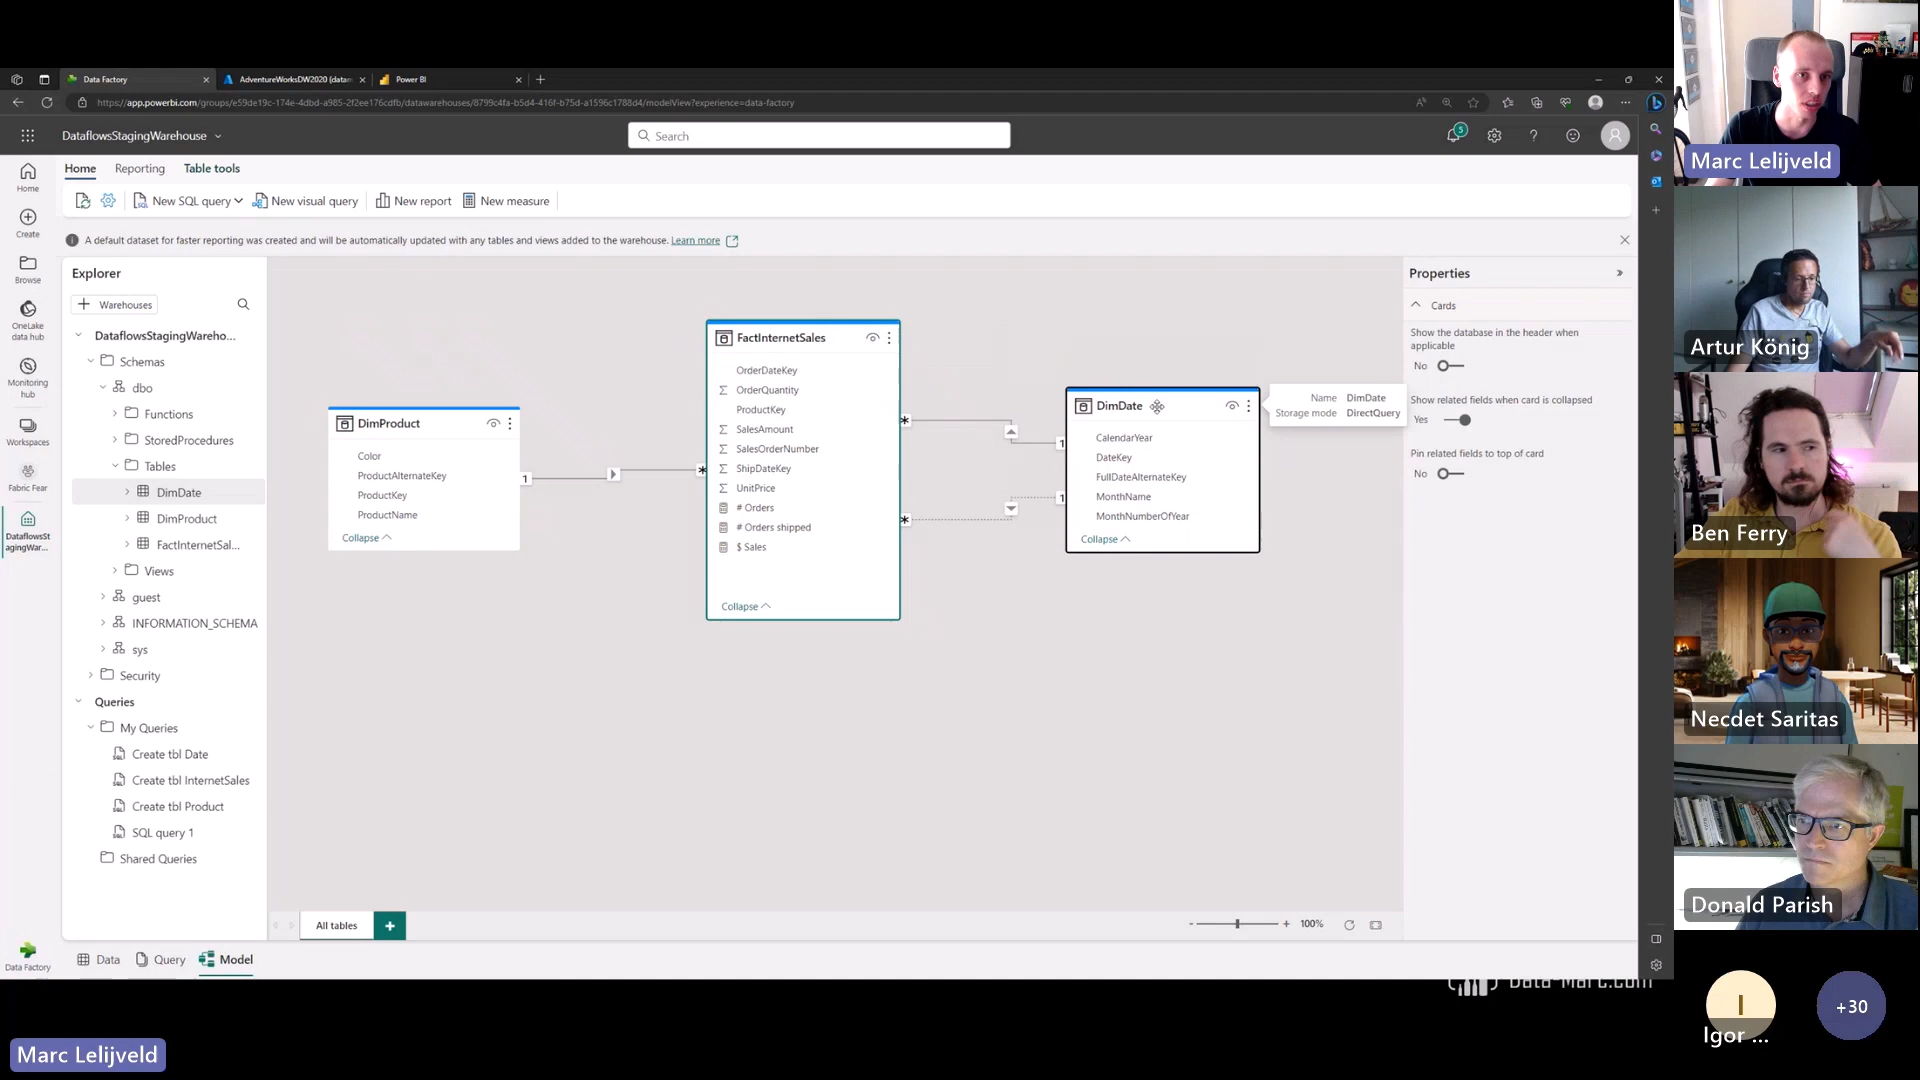 Data Factory
AdventureWorksDW2020 (datam
Power BI
https://app.powerbi.com/groups/e59de19c-174e-4dbd-a985-2f2ee176cdfb/datawarehouses/8799c4fa-b5d4-416f-b75d-a1596c1788d4/modelView?experience=data-factory
DataflowsStagingWarehouse
Search
5
Home
Reporting
Table tools
New SQL query
New visual query
New report
New measure
A default dataset for faster reporting was created and will be automatically updated with any tables and views added to the warehouse. Learn more
Home
Create
Browse
OneLake
data hub
Monitoring
hub
Workspaces
Fabric Fear
DataflowsSt
agingWar...
Data Factory
Explorer
+ Warehouses
DataflowsStagingWareho...
Schemas
dbo
Functions
StoredProcedures
Tables
DimDate
DimProduct
FactInternetSal...
Views
guest
INFORMATION_SCHEMA
sys
Security
Queries
My Queries
Create tbl Date
Create tbl InternetSales
Create tbl Product
SQL query 1
Shared Queries
DimProduct
Color
ProductAlternateKey
ProductKey
ProductName
Collapse
1
*
FactInternetSales
OrderDateKey
OrderQuantity
ProductKey
SalesAmount
SalesOrderNumber
ShipDateKey
UnitPrice
# Orders
# Orders shipped
$ Sales
Collapse
*
1
*
1
DimDate
CalendarYear
DateKey
FullDateAlternateKey
MonthName
MonthNumberOfYear
Collapse
Name DimDate
Storage mode DirectQuery
Properties
Cards
Show the database in the header when
applicable
No
Show related fields when card is collapsed
Yes
Pin related fields to top of card
No
All tables
+
- + 100%
Data
Query
Model
Data-Marc.com
Marc Lelijveld
Artur König
Ben Ferry
Necdet Saritas
Donald Parish
I
Igor ...
+30
Marc Lelijveld